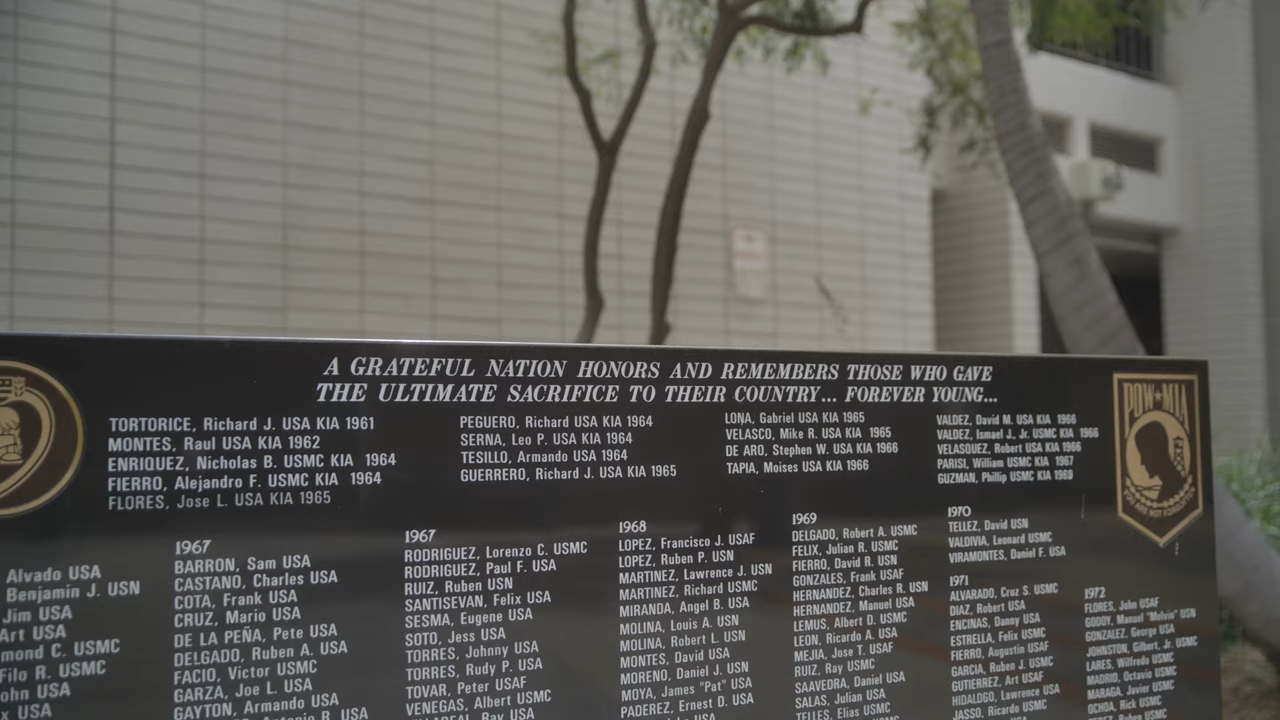 A GRATEFUL NATION HONORS AND REMEMBERS THOSE WHO GAVE
THE ULTIMATE SACRIFICE TO THEIR COUNTRY... FOREVER YOUNG...
TORTORICE, Richard J. USA KIA 1961
MONTES, Raul USA KIA 1962
ENRIQUEZ, Nicholas B. USMC KIA 1964
FIERRO, Alejandro F. USMC KIA 1964
FLORES, Jose L. USA KIA 1965
PEGUERO, Richard USA KIA 1964
SERNA, Leo P. USA KIA 1964
TESILLO, Armando USA 1964
GUERRERO, Richard J. USA KIA 1965
LONA, Gabriel USA KIA 1965
VELASCO, Mike R. USA KIA 1965
DE ARO, Stephen W. USA KIA 1966
TAPIA, Moises USA KIA 1966
VALDEZ, David M. USA KIA 1966
VALDEZ, Ismael J., Jr. USMC KIA 1966
VELASQUEZ, Robert USA KIA 1966
PARISI, William USMC KIA 1967
GUZMAN, Phillip USMC KIA 1969
POW★MIA
YOU ARE NOT FORGOTTEN
Alvado USA
Benjamin J. USN
Jim USA
Art USA
mond C. USMC
Filo R. USMC
ohn USA
USA
1967
BARRON, Sam USA
CASTANO, Charles USA
COTA, Frank USA
CRUZ, Mario USA
DE LA PEÑA, Pete USA
DELGADO, Ruben A. USA
FACIO, Victor USMC
GARZA, Joe L. USA
GAYTON, Armando USA
Antonio R. USA
1967
RODRIGUEZ, Lorenzo C. USMC
RODRIGUEZ, Paul F. USA
RUIZ, Ruben USN
SANTISEVAN, Felix USA
SESMA, Eugene USA
SOTO, Jess USA
TORRES, Johnny USA
TORRES, Rudy P. USA
TOVAR, Peter USAF
VENEGAS, Albert USMC
Ray USA
1968
LOPEZ, Francisco J. USAF
LOPEZ, Ruben P. USN
MARTINEZ, Lawrence J. USN
MARTINEZ, Richard USMC
MIRANDA, Angel B. USA
MOLINA, Louis A. USN
MOLINA, Robert L. USN
MONTES, David USA
MORENO, Daniel J. USN
MOYA, James "Pat" USA
PADEREZ, Ernest D. USA
1969
DELGADO, Robert A. USMC
FELIX, Julian R. USMC
FIERRO, David R. USN
GONZALES, Frank USAF
HERNANDEZ, Charles R. USN
HERNANDEZ, Manuel USA
LEMUS, Albert D. USMC
LEON, Ricardo A. USA
MEJIA, Jose T. USAF
RUIZ, Ray USMC
SAAVEDRA, Daniel USA
SALAS, Julian USA
TELLES, Elias USMC
1970
TELLEZ, David USN
VALDIVIA, Leonard USMC
VIRAMONTES, Daniel F. USA
1971
ALVARADO, Cruz S. USMC
DIAZ, Robert USA
ENCINAS, Danny USA
ESTRELLA, Felix USMC
FIERRO, Augustin USAF
GARCIA, Ruben J. USMC
GUTIERREZ, Art USAF
HIDALGO, Lawrence USA
JASSO, Ricardo USMC
1972
FLORES, John USAF
GODOY, Manuel "Melvin" USN
GONZALEZ, George USA
JOHNSTON, Gilbert, Jr. USMC
LARES, Wilfredo USMC
MADRID, Octavio USMC
MARAGA, Javier USMC
OCHOA, Rick USMC